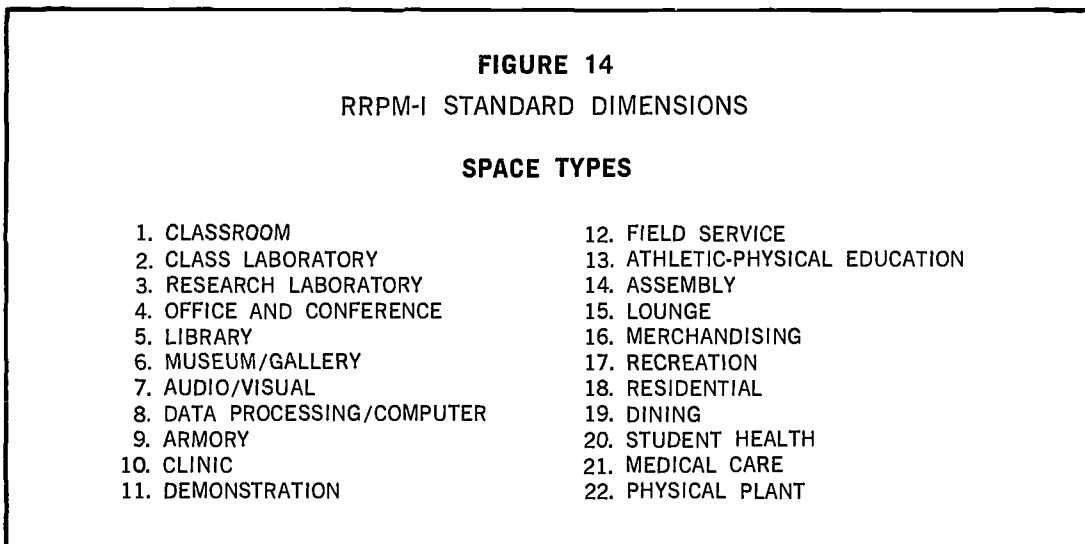 FIGURE 14
RRPM-I STANDARD DIMENSIONS
SPACE TYPES
1. CLASSROOM
2. CLASS LABORATORY
3. RESEARCH LABORATORY
4. OFFICE AND CONFERENCE
5. LIBRARY
6. MUSEUM/GALLERY
7. AUDIO/VISUAL
8. DATA PROCESSING/COMPUTER
9. ARMORY
10. CLINIC
11. DEMONSTRATION
12. FIELD SERVICE
13. ATHLETIC-PHYSICAL EDUCATION
14. ASSEMBLY
15. LOUNGE
16. MERCHANDISING
17. RECREATION
18. RESIDENTIAL
19. DINING
20. STUDENT HEALTH
21. MEDICAL CARE
22. PHYSICAL PLANT